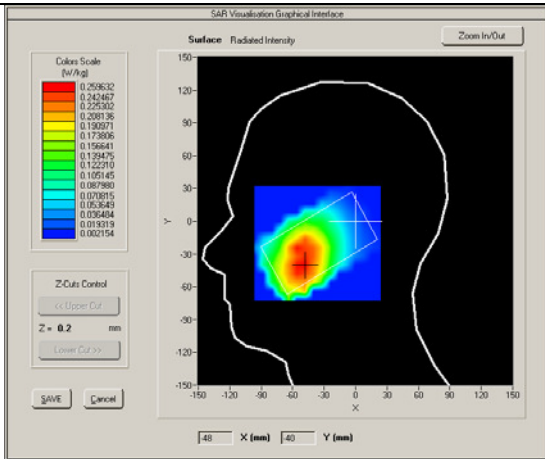 SAR Visualisation Graphical Interface
Surface Radiated Intensity
Zoom In/Out
Colors Scale
(W/kg)
0.259632
0.242467
0.225302
0.208136
0.190971
0.173806
0.156641
0.139475
0.122310
0.105145
0.087980
0.070815
0.053649
0.036484
0.019319
0.002154
Z-Cuts Control
<< Upper Cut
Z = 0.2 mm
Lower Cut >>
SAVE Cancel
150
120
90
60
30
0
-30
-60
-90
-120
-150
Y
-150 -120 -90 -60 -30 0 30 60 90 120 150
X
-48 X (mm) -40 Y (mm)